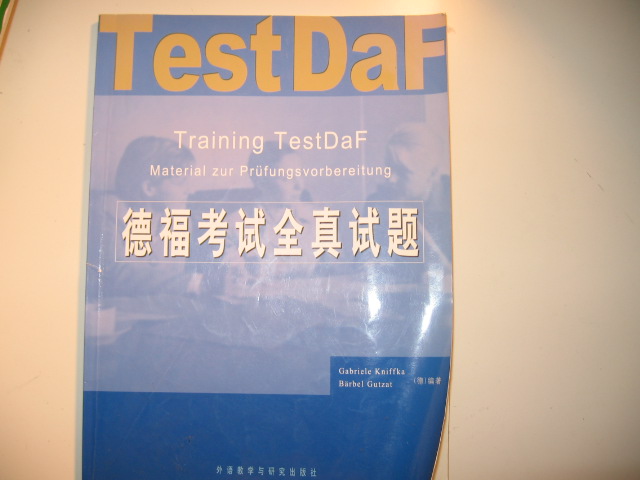 TestDaF
Training TestDaF
Material zur Prüfungsvorbereitung
德福考试全真试题
Gabriele Kniffka
Bärbel Gutzat （德）编著
外语教学与研究出版社